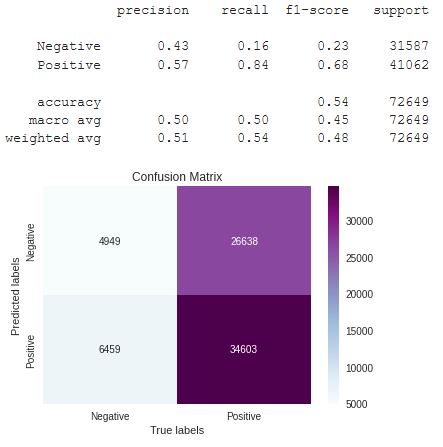 precision recall f1-score support
Negative 0.43 0.16 0.23 31587
Positive 0.57 0.84 0.68 41062
accuracy 0.54 72649
macro avg 0.50 0.50 0.45 72649
weighted avg 0.51 0.54 0.48 72649
Confusion Matrix
Predicted labels
Negative
4949 26638
Positive
6459 34603
Negative Positive
True labels
30000
25000
20000
15000
10000
5000